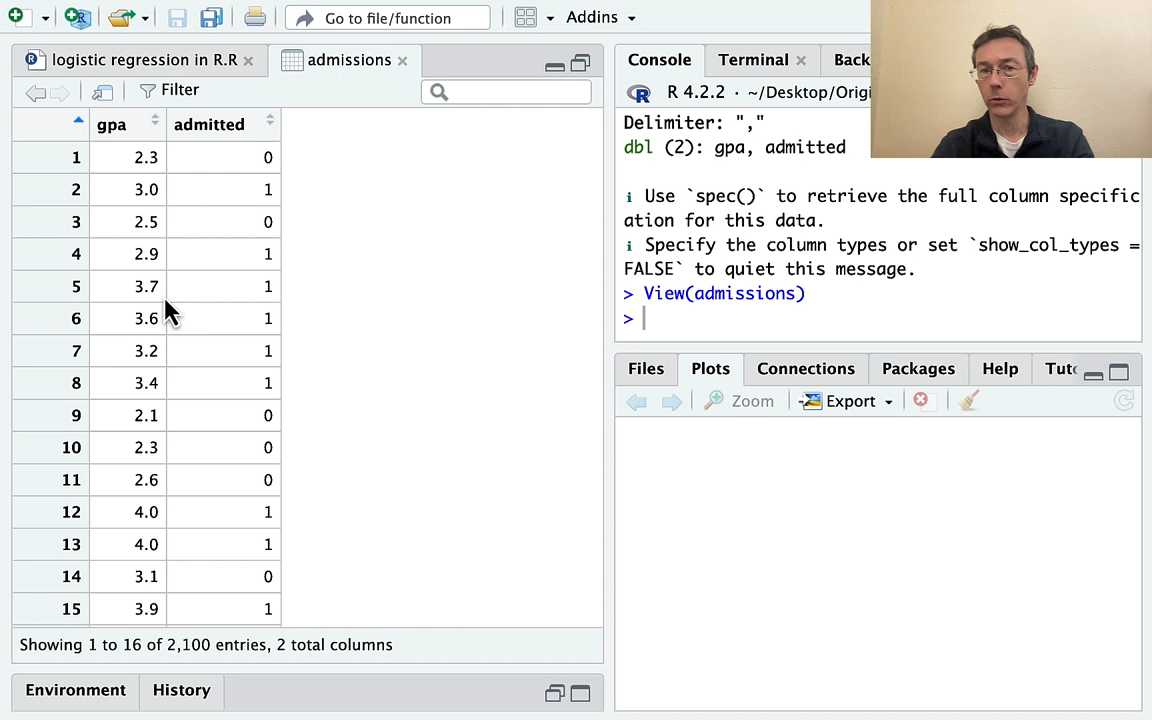 Go to file/function
Addins
logistic regression in R.R
admissions
Filter
gpa admitted
1 2.3 0
2 3.0 1
3 2.5 0
4 2.9 1
5 3.7 1
6 3.6 1
7 3.2 1
8 3.4 1
9 2.1 0
10 2.3 0
11 2.6 0
12 4.0 1
13 4.0 1
14 3.1 0
15 3.9 1
Showing 1 to 16 of 2,100 entries, 2 total columns
Environment History
Console Terminal Back
R 4.2.2 · ~/Desktop/Origi
Delimiter: ","
dbl (2): gpa, admitted
ℹ Use `spec()` to retrieve the full column specific
ation for this data.
ℹ Specify the column types or set `show_col_types =
FALSE` to quiet this message.
> View(admissions)
>
Files Plots Connections Packages Help Tuto
Zoom Export